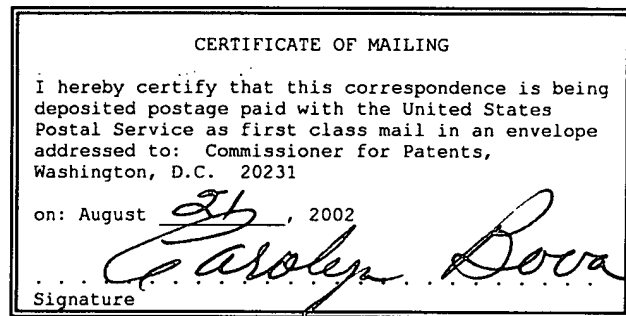 CERTIFICATE OF MAILING
I hereby certify that this correspondence is being
deposited postage paid with the United States
Postal Service as first class mail in an envelope
addressed to: Commissioner for Patents,
Washington, D.C. 20231
on: August , 2002
Carolyn Bova
Signature